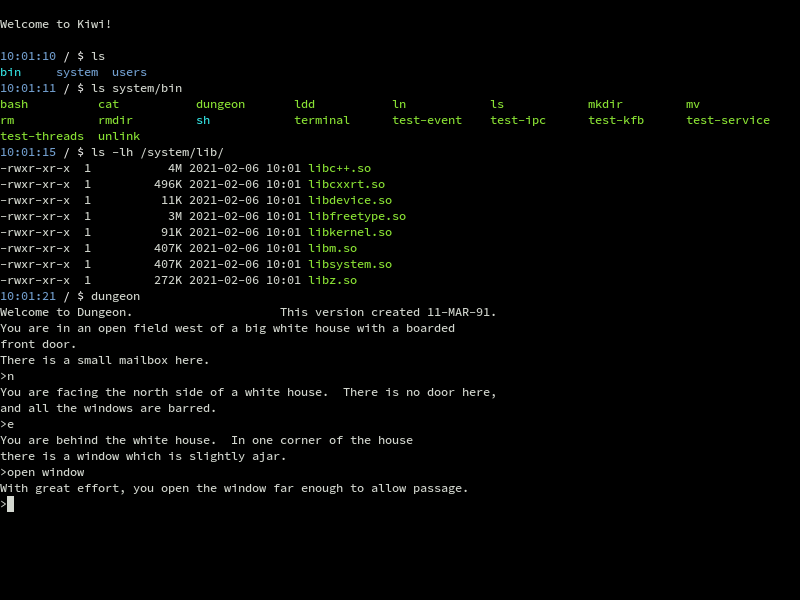 Welcome to Kiwi!
10:01:10 / $ ls
bin     system  users
10:01:11 / $ ls system/bin
bash          cat           dungeon       ldd           ln            ls            mkdir         mv
rm            rmdir         sh            terminal      test-event    test-ipc      test-kfb      test-service
test-threads  unlink
10:01:15 / $ ls -lh /system/lib/
-rwxr-xr-x  1           4M 2021-02-06 10:01 libc++.so
-rwxr-xr-x  1         496K 2021-02-06 10:01 libcxxrt.so
-rwxr-xr-x  1          11K 2021-02-06 10:01 libdevice.so
-rwxr-xr-x  1           3M 2021-02-06 10:01 libfreetype.so
-rwxr-xr-x  1          91K 2021-02-06 10:01 libkernel.so
-rwxr-xr-x  1         407K 2021-02-06 10:01 libm.so
-rwxr-xr-x  1         407K 2021-02-06 10:01 libsystem.so
-rwxr-xr-x  1         272K 2021-02-06 10:01 libz.so
10:01:21 / $ dungeon
Welcome to Dungeon.                     This version created 11-MAR-91.
You are in an open field west of a big white house with a boarded
front door.
There is a small mailbox here.
>n
You are facing the north side of a white house.  There is no door here,
and all the windows are barred.
>e
You are behind the white house.  In one corner of the house
there is a window which is slightly ajar.
>open window
With great effort, you open the window far enough to allow passage.
>